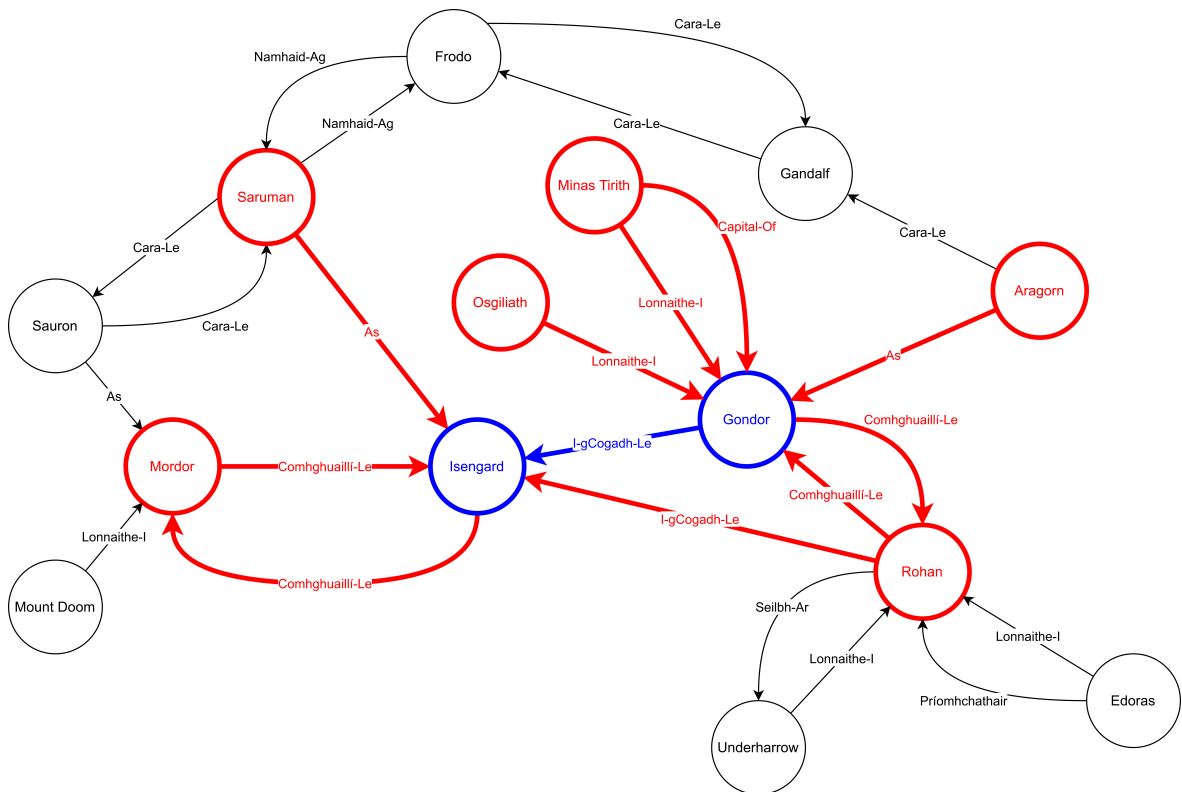 Cara-Le
Frodo
Namhaid-Ag
Namhaid-Ag
Cara-Le
Gandalf
Minas Tirith
Saruman
Capital-Of
Cara-Le
Cara-Le
Aragorn
Osgiliath
Lonnaithe-I
Sauron
Cara-Le
As
Lonnaithe-I
As
As
Gondor
Comhghuaillí-Le
I-gCogadh-Le
Mordor
Comhghuaillí-Le
Isengard
Comhghuaillí-Le
I-gCogadh-Le
Lonnaithe-I
Rohan
Comhghuaillí-Le
Mount Doom
Seilbh-Ar
Lonnaithe-I
Lonnaithe-I
Príomhchathair
Edoras
Underharrow